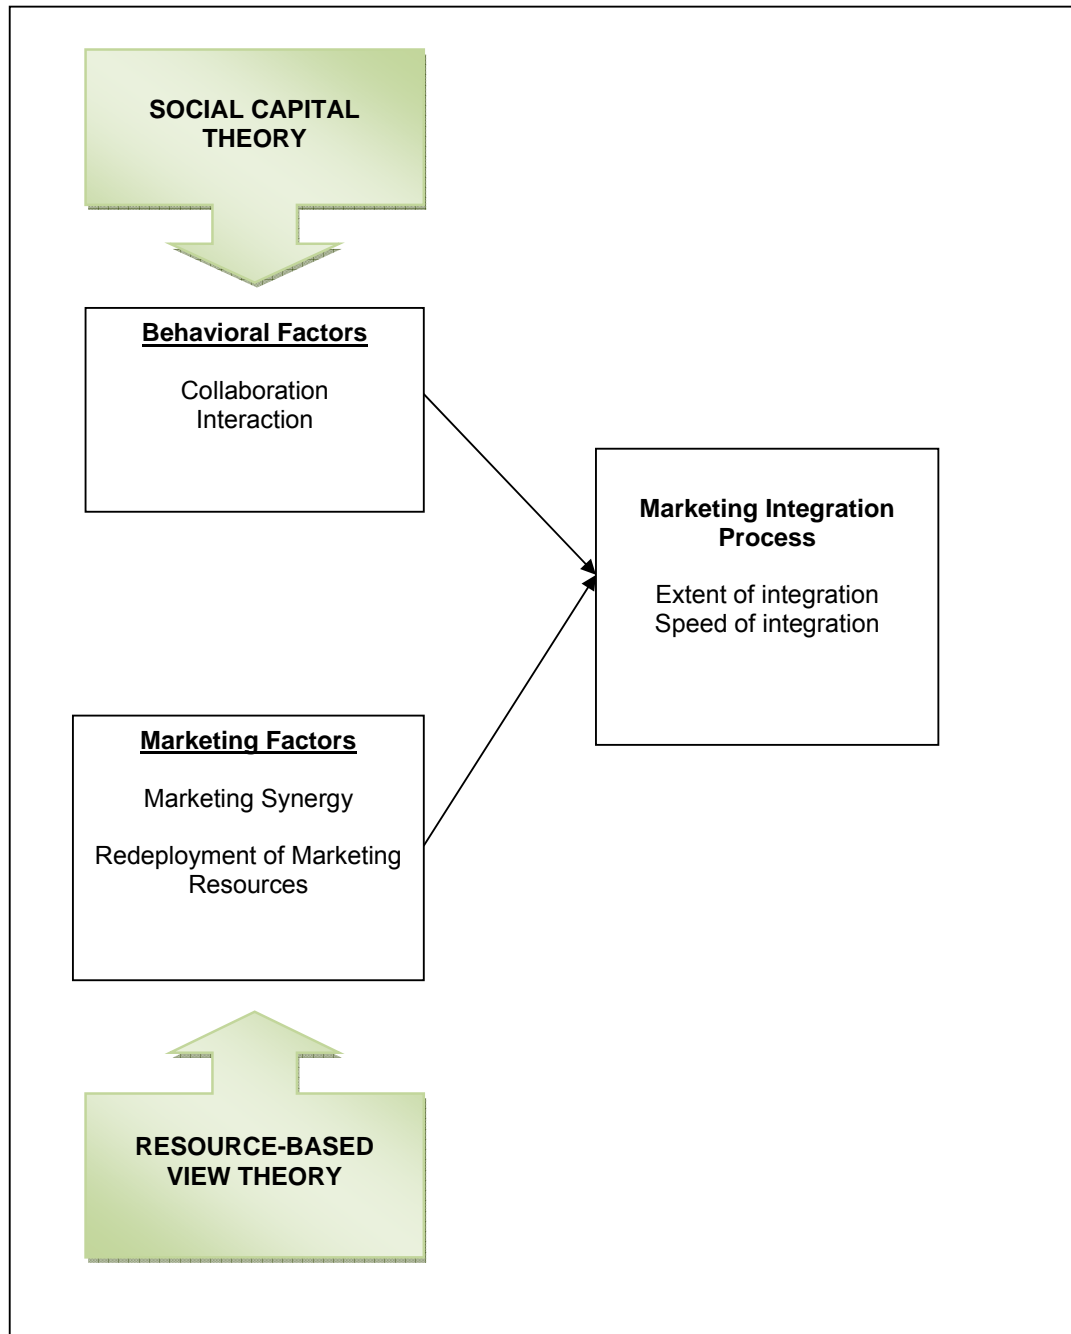 SOCIAL CAPITAL
THEORY
Behavioral Factors
Collaboration
Interaction
Marketing Integration
Process
Extent of integration
Speed of integration
Marketing Factors
Marketing Synergy
Redeployment of Marketing
Resources
RESOURCE-BASED
VIEW THEORY